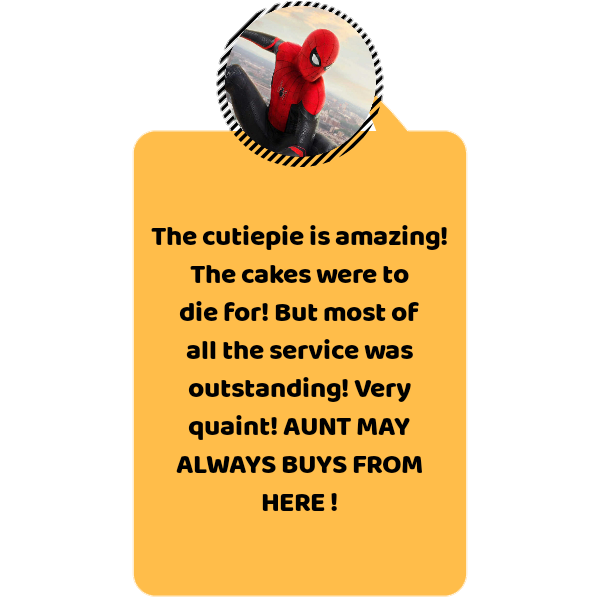 The cutiepie is amazing!
The cakes were to
die for! But most of
all the service was
outstanding! Very
quaint! AUNT MAY
ALWAYS BUYS FROM
HERE !